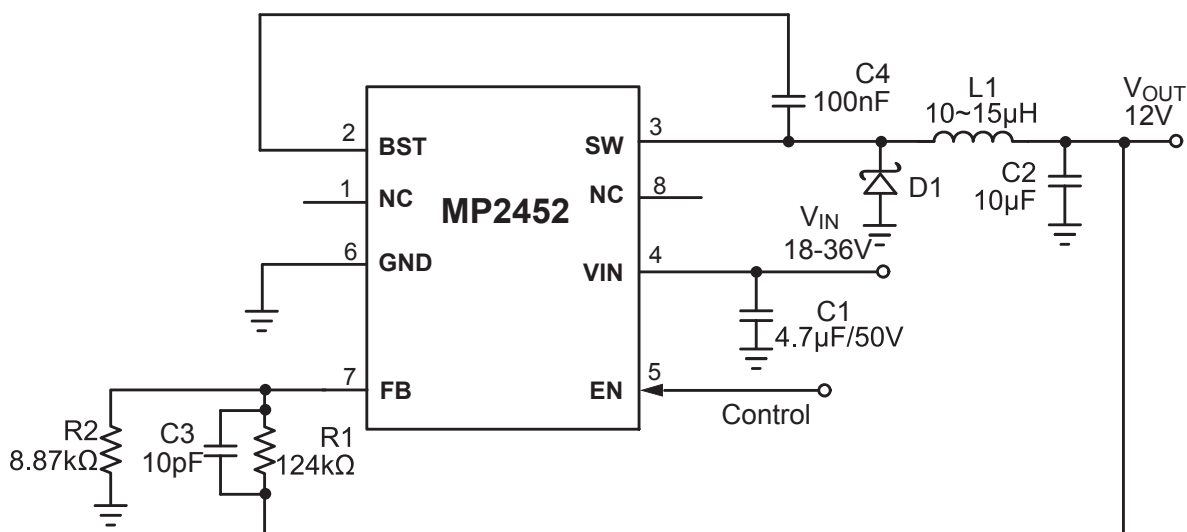 C4
100nF
L1
10~15µH
VOUT
12V
2
BST
3
SW
C2
10µF
D1
1
NC
8
NC
MP2452
VIN
18-36V
6
GND
4
VIN
C1
4.7µF/50V
7
FB
5
EN
Control
R2
8.87kΩ
C3
10pF
R1
124kΩ